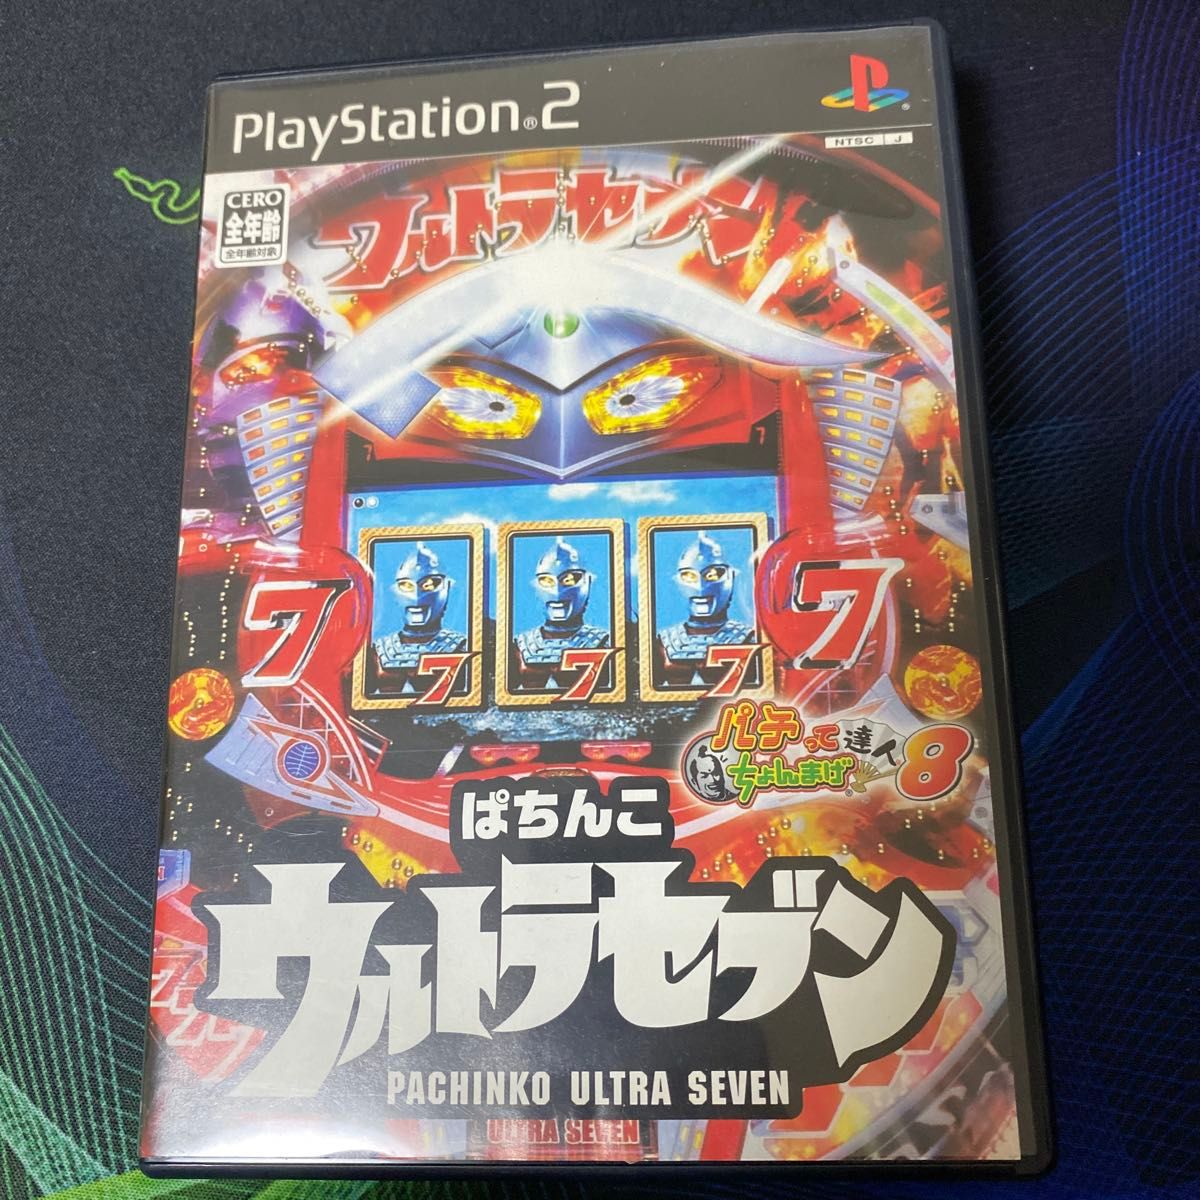 PlayStation®2
NTSC J
CERO
全年齢
全年齢対象
ウルトラセブン
7
7
7 7 7
7 7
パチって
ちょんまげ®
達人
8
ぱちんこ
ウルトラセブン
PACHINKO ULTRA SEVEN
ULTRA SEVEN